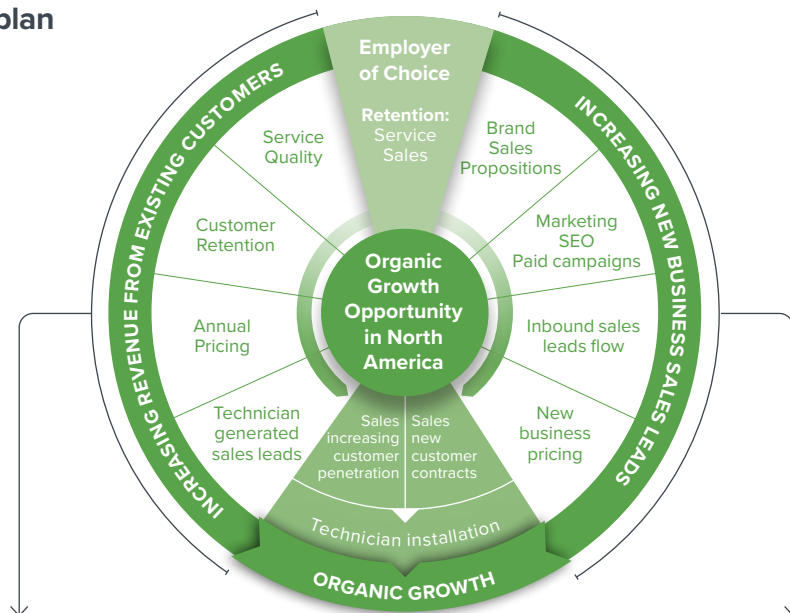 plan
Employer
of Choice
Retention:
Service
Sales
INCREASING REVENUE FROM EXISTING CUSTOMERS
Service
Quality
Customer
Retention
Annual
Pricing
Technician
generated
sales leads
Organic
Growth
Opportunity
in North
America
INCREASING NEW BUSINESS SALES LEADS
Brand
Sales
Propositions
Marketing
SEO
Paid campaigns
Inbound sales
leads flow
New
business
pricing
Sales
increasing
customer
penetration
Sales
new
customer
contracts
Technician installation
ORGANIC GROWTH